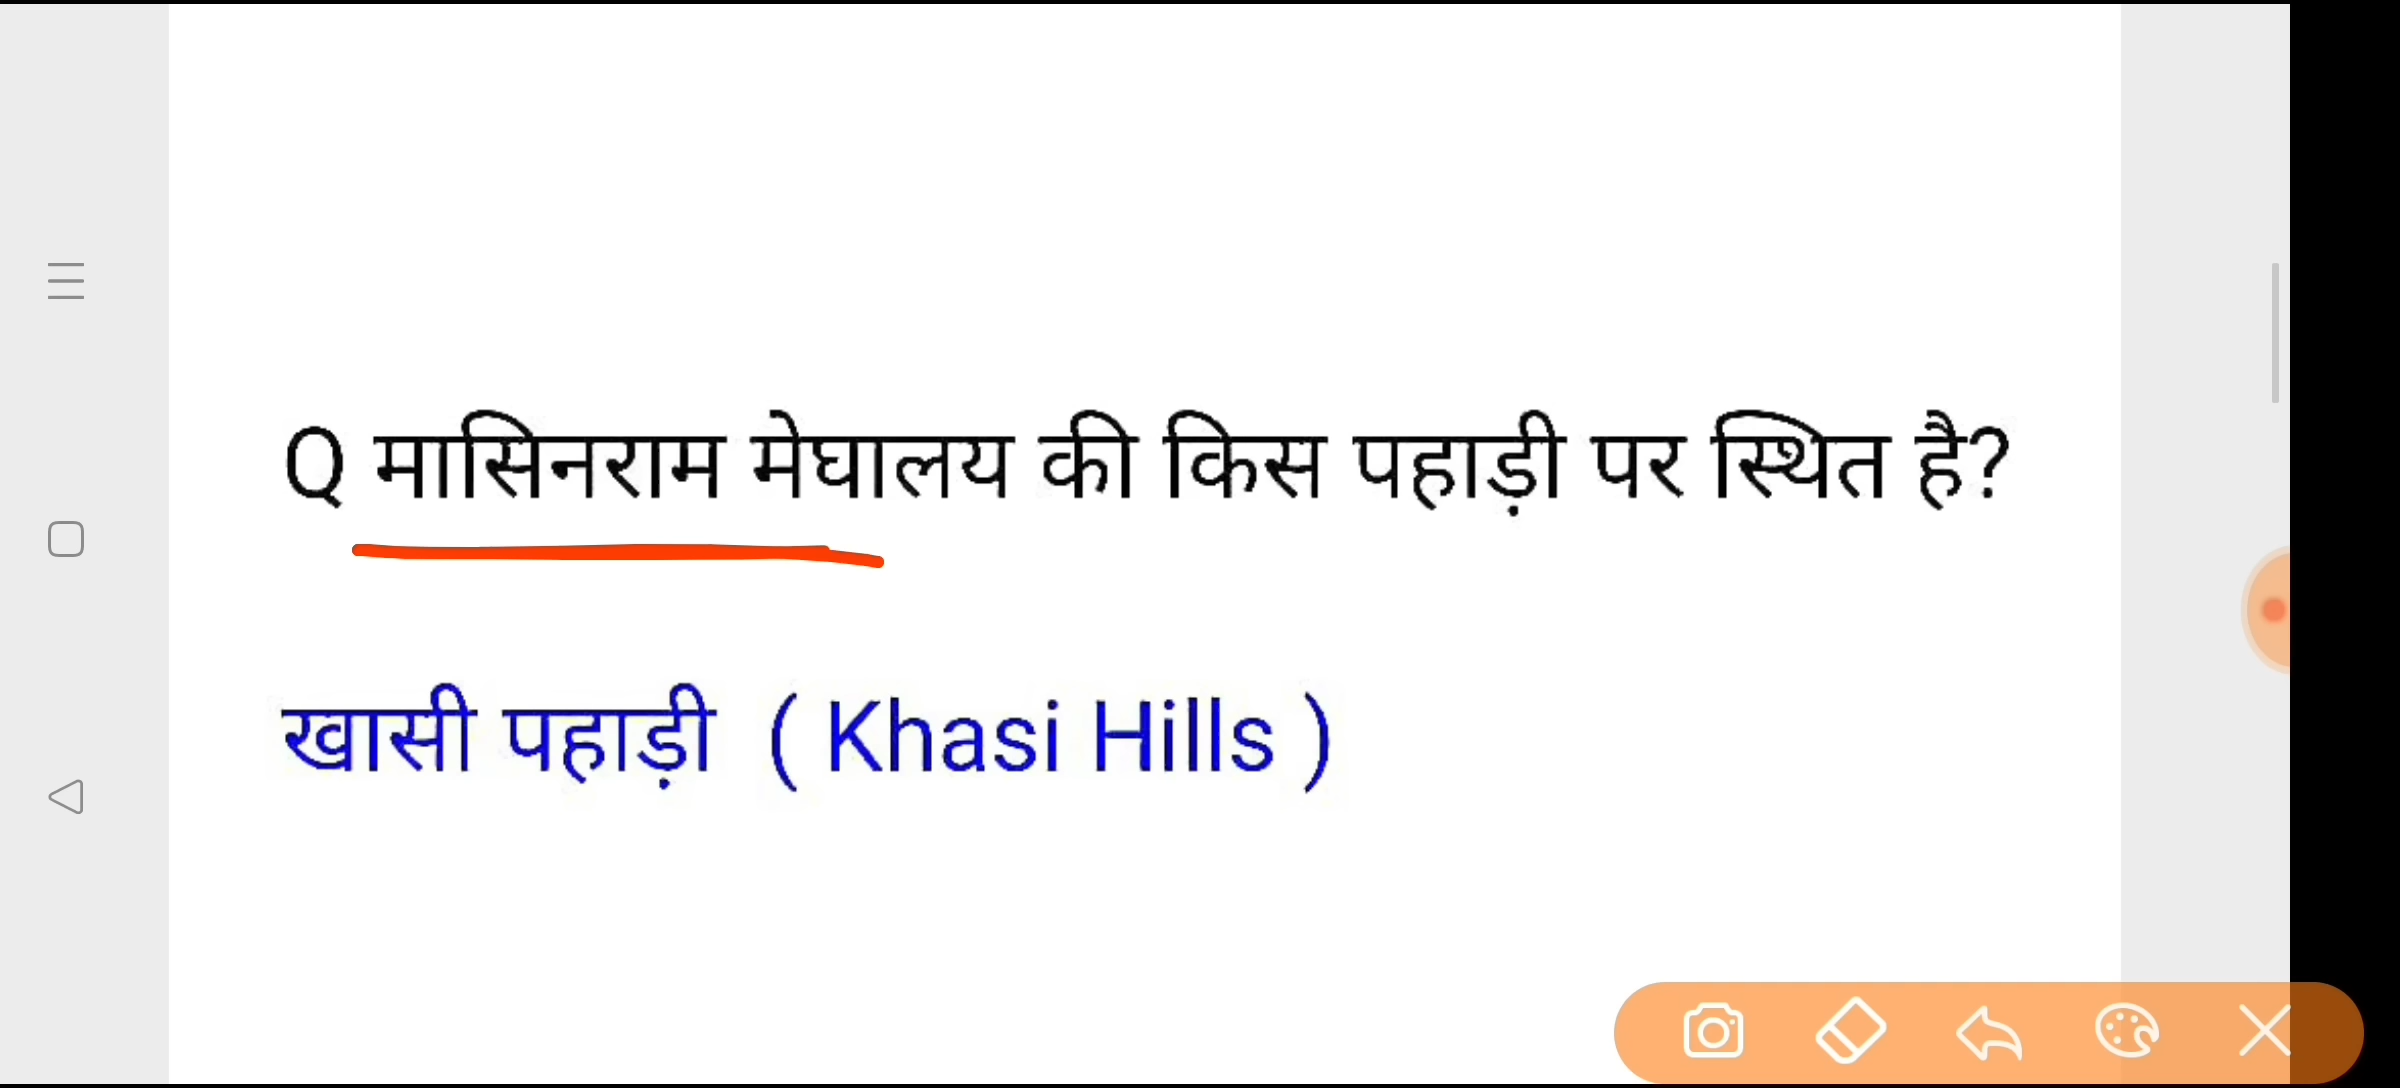 Q मासिनराम मेघालय की किस पहाड़ी पर स्थित है?
खासी पहाड़ी ( Khasi Hills )